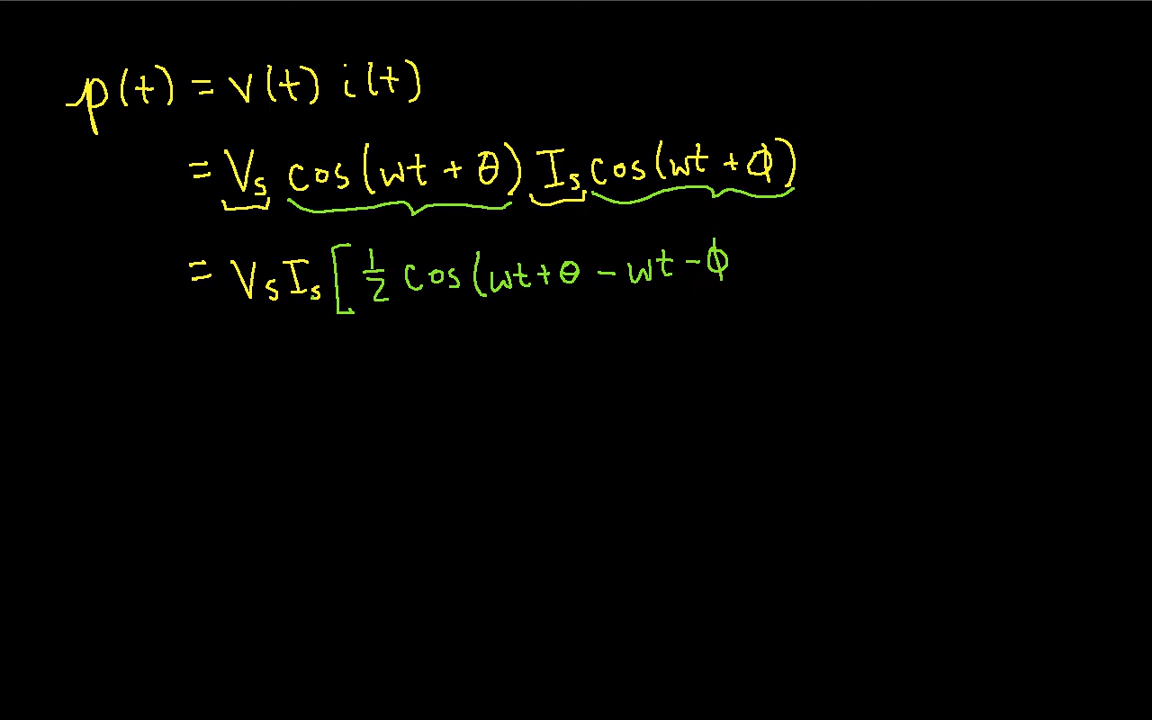 p(t) = v(t) i(t)
= Vs cos(wt + θ) Is cos(wt + ϕ)
= Vs Is [ 1/2 cos(wt + θ - wt - ϕ